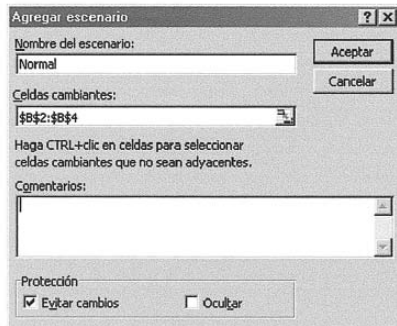 Agregar escenario
Nombre del escenario:
Normal
Aceptar
Cancelar
Celdas cambiantes:
$B$2:$B$4
Haga CTRL+clic en celdas para seleccionar
celdas cambiantes que no sean adyacentes.
Comentarios:
Protección
Evitar cambios
Ocultar